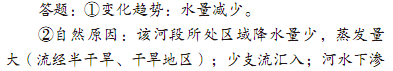 答题：①变化趋势：水量减少。
②自然原因：该河段所处区域降水量少，蒸发量
大（流经半干旱、干旱地区）；少支流汇入；河水下渗